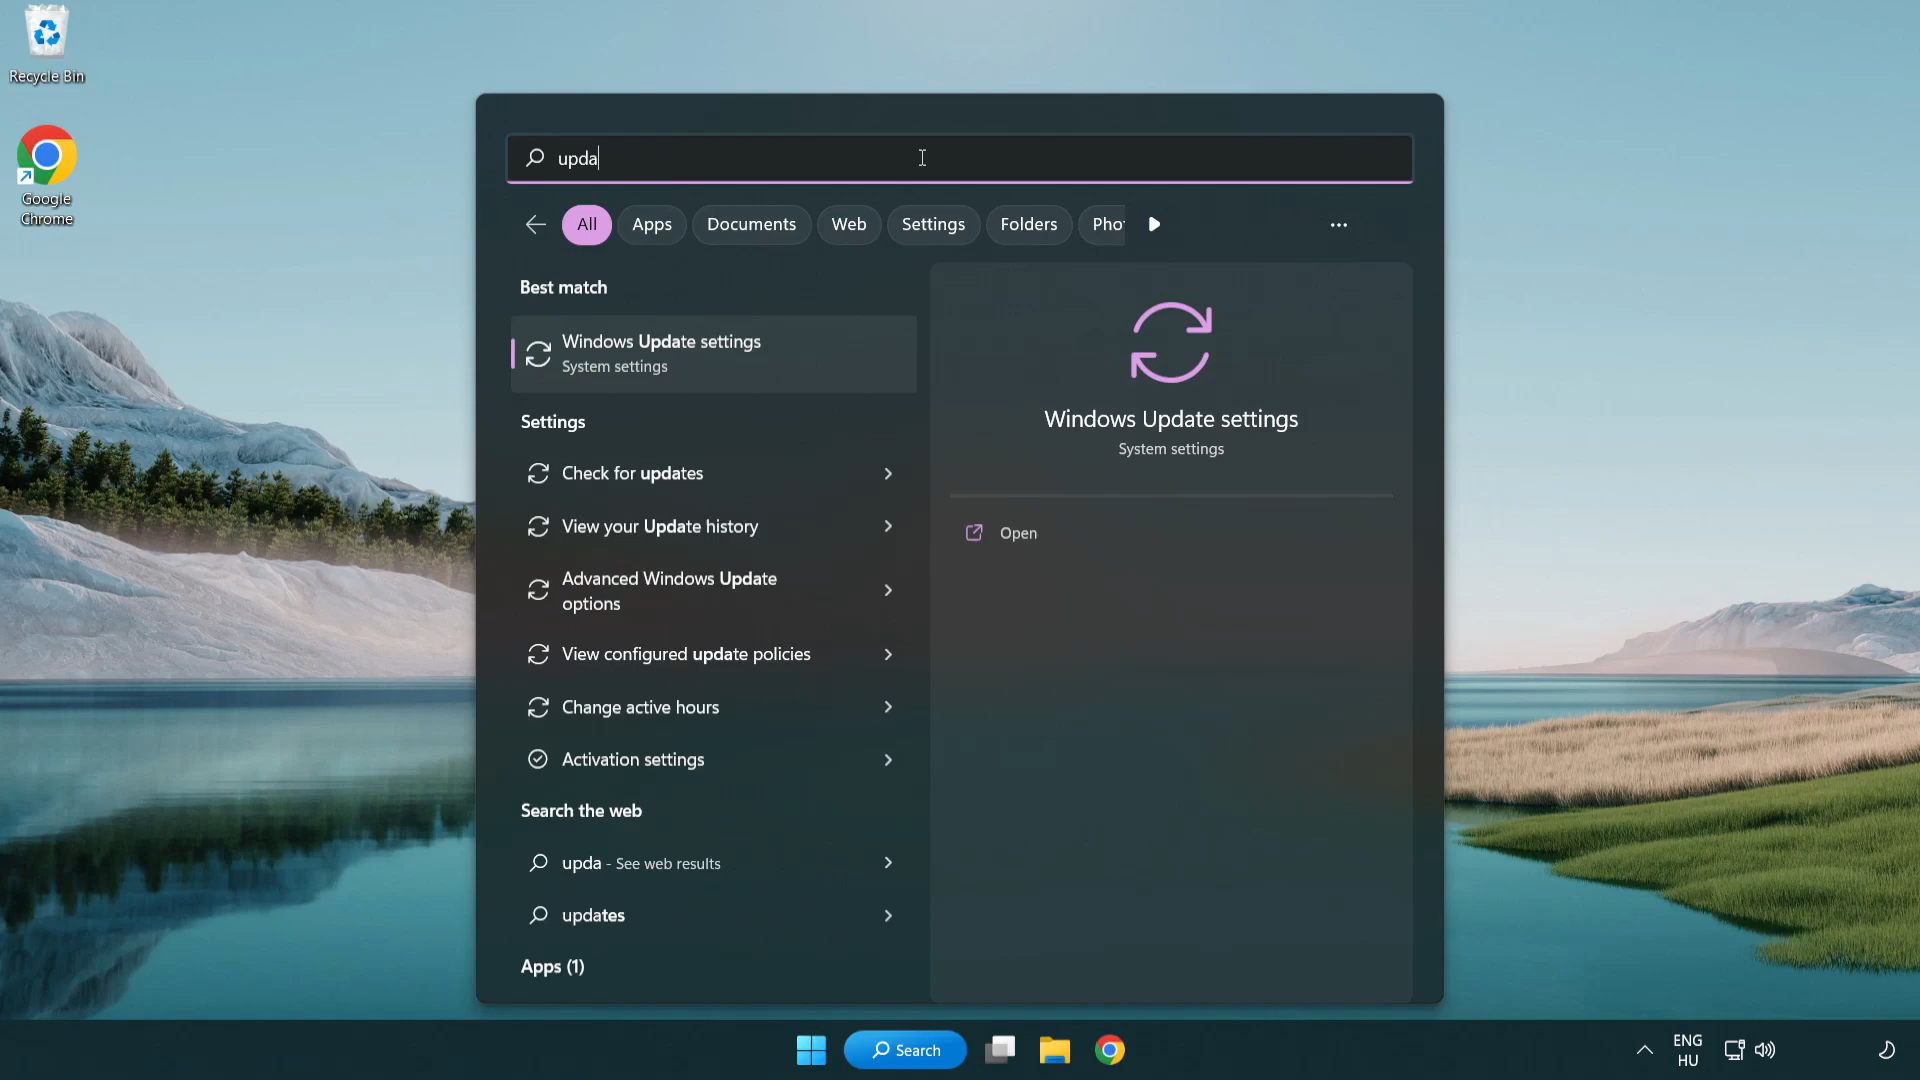 Recycle Bin
Google
Chrome
upda
All
Apps
Documents
Web
Settings
Folders
Best match
Windows Update settings
System settings
Settings
Check for updates
View your Update history
Advanced Windows Update
options
View configured update policies
Change active hours
Activation settings
Search the web
upda - See web results
updates
Apps (1)
Windows Update settings
System settings
Open
Search
ENG
HU